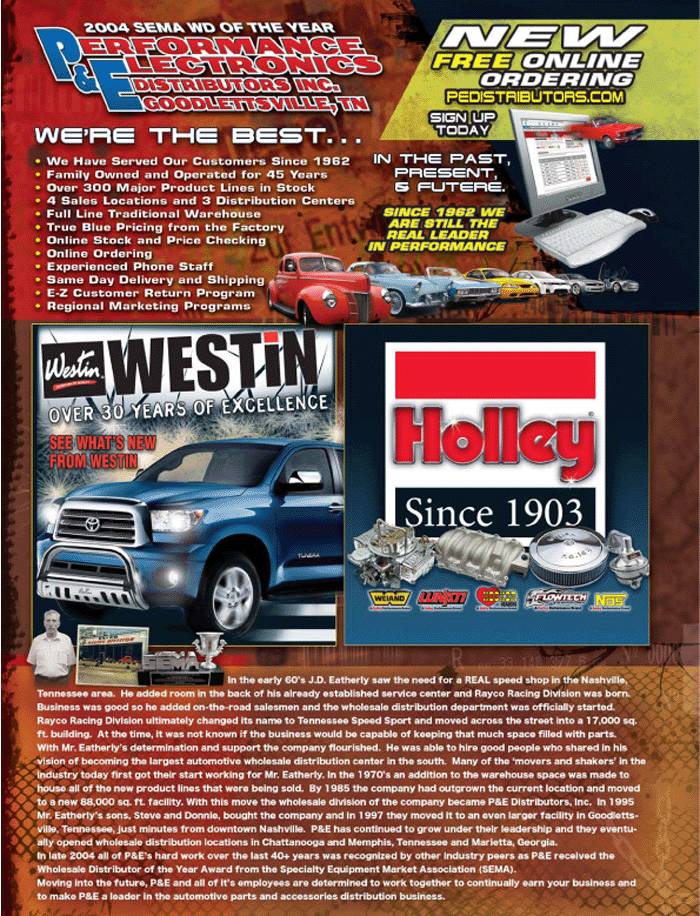 2004 SEMA WD OF THE YEAR
PERFORMANCE
& ELECTRONICS
DISTRIBUTORS INC.
GOODLETTSVILLE, TN
NEW
FREE ONLINE
ORDERING
PEDISTRIBUTORS.COM
SIGN UP
TODAY
WE'RE THE BEST...
• We Have Served Our Customers Since 1962
• Family Owned and Operated for 45 Years
• Over 300 Major Product Lines in Stock
• 4 Sales Locations and 3 Distribution Centers
• Full Line Traditional Warehouse
• True Blue Pricing from the Factory
• Online Stock and Price Checking
• Online Ordering
• Experienced Phone Staff
• Same Day Delivery and Shipping
• E-Z Customer Return Program
• Regional Marketing Programs
IN THE PAST,
PRESENT,
& FUTERE.
SINCE 1962 WE
ARE STILL THE
REAL LEADER
IN PERFORMANCE
Westin WESTiN
OVER 30 YEARS OF EXCELLENCE
SEE WHAT'S NEW
FROM WESTIN
TUNDRA
Westin
Holley
Since 1903
WEIAND LUNATI HOOKER HEADERS FLOWTECH NOS
SEMA
In the early 60's J.D. Eatherly saw the need for a REAL speed shop in the Nashville,
Tennessee area. He added room in the back of his already established service center and Rayco Racing Division was born.
Business was good so he added on-the-road salesmen and the wholesale distribution department was officially started.
Rayco Racing Division ultimately changed its name to Tennessee Speed Sport and moved across the street into a 17,000 sq.
ft. building. At the time, it was not known if the business would be capable of keeping that much space filled with parts.
With Mr. Eatherly's determination and support the company flourished. He was able to hire good people who shared in his
vision of becoming the largest automotive wholesale distribution center in the south. Many of the 'movers and shakers' in the
industry today first got their start working for Mr. Eatherly. In the 1970's an addition to the warehouse space was made to
house all of the new product lines that were being sold. By 1985 the company had outgrown the current location and moved
to a new 88,000 sq. ft. facility. With this move the wholesale division of the company became P&E Distributors, Inc. In 1995
Mr. Eatherly's sons, Steve and Donnie, bought the company and in 1997 they moved it to an even larger facility in Goodletts-
ville, Tennessee, just minutes from downtown Nashville. P&E has continued to grow under their leadership and they eventu-
ally opened wholesale distribution locations in Chattanooga and Memphis, Tennessee and Marietta, Georgia.
In late 2004 all of P&E's hard work over the last 40+ years was recognized by other industry peers as P&E received the
Wholesale Distributor of the Year Award from the Specialty Equipment Market Association (SEMA).
Moving into the future, P&E and all of it's employees are determined to work together to continually earn your business and
to make P&E a leader in the automotive parts and accessories distribution business.